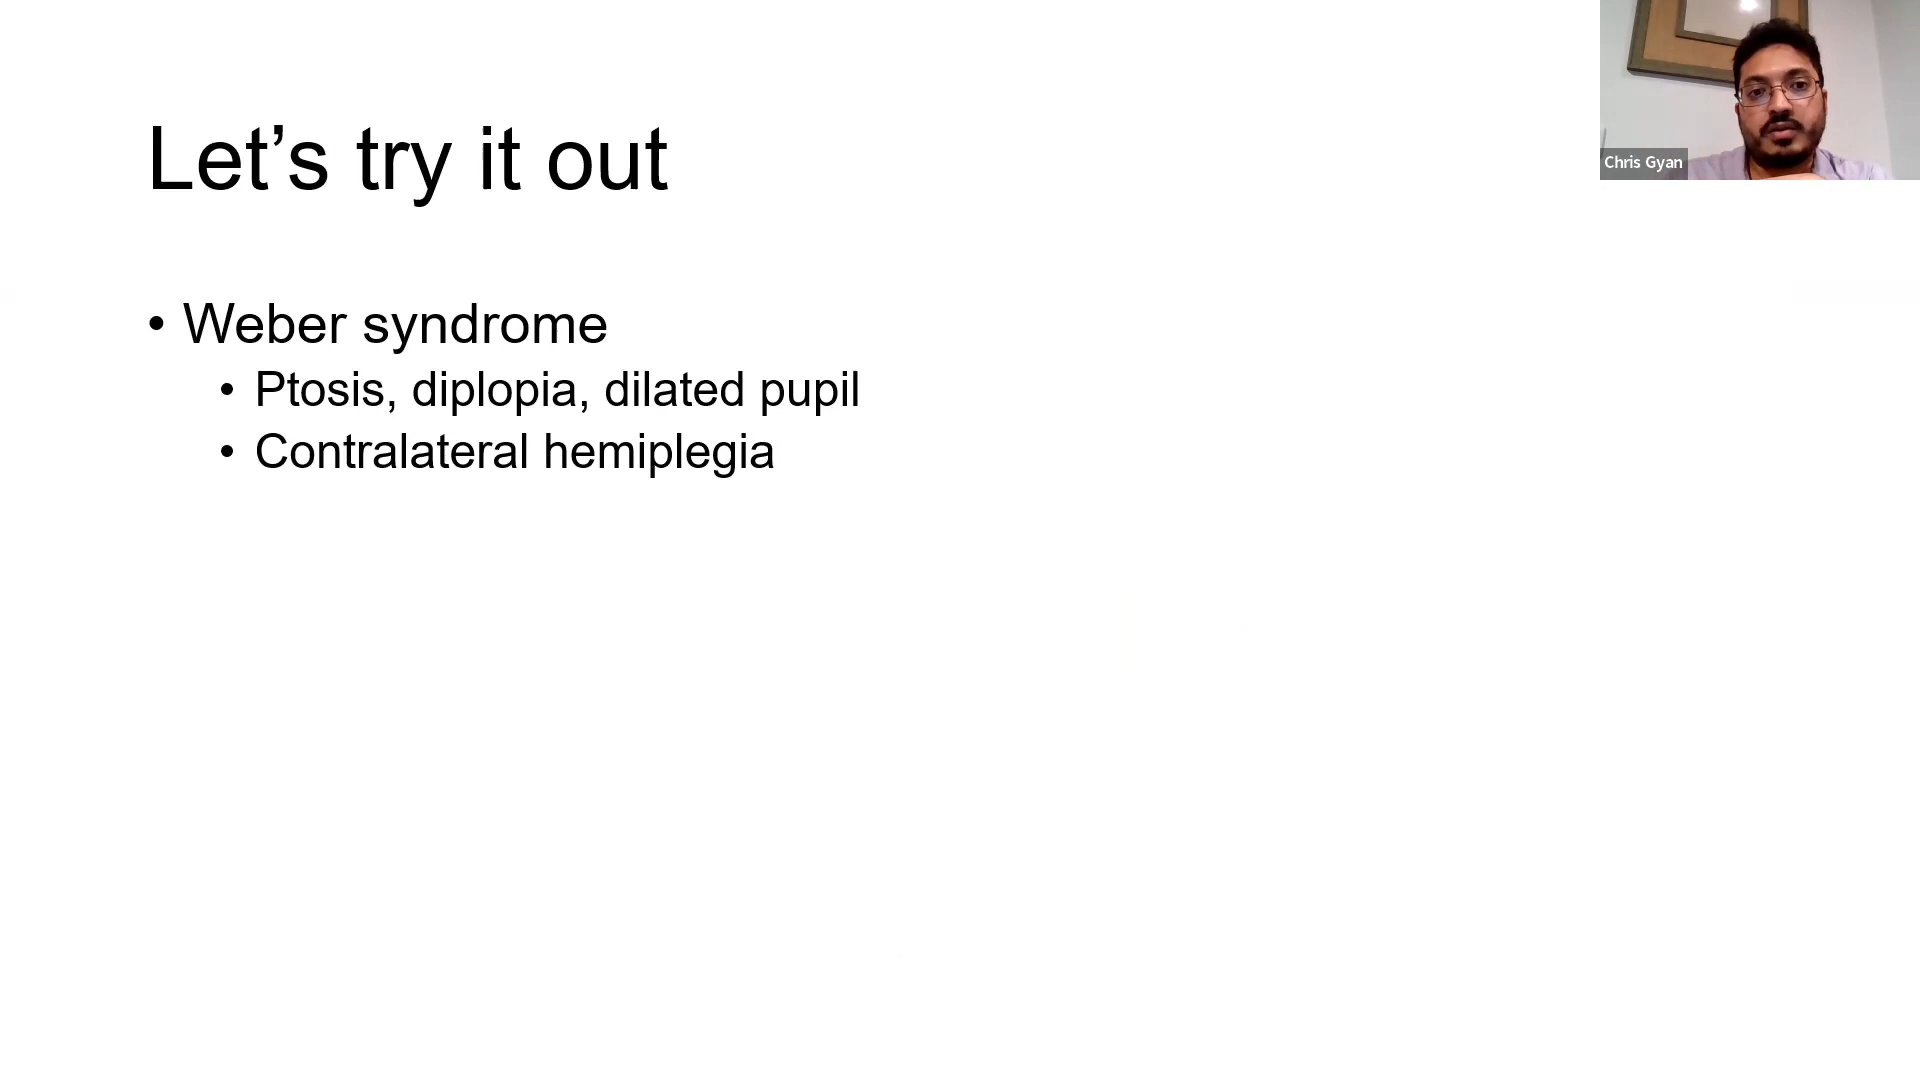 Let’s try it out
• Weber syndrome
• Ptosis, diplopia, dilated pupil
• Contralateral hemiplegia
Chris Gyan